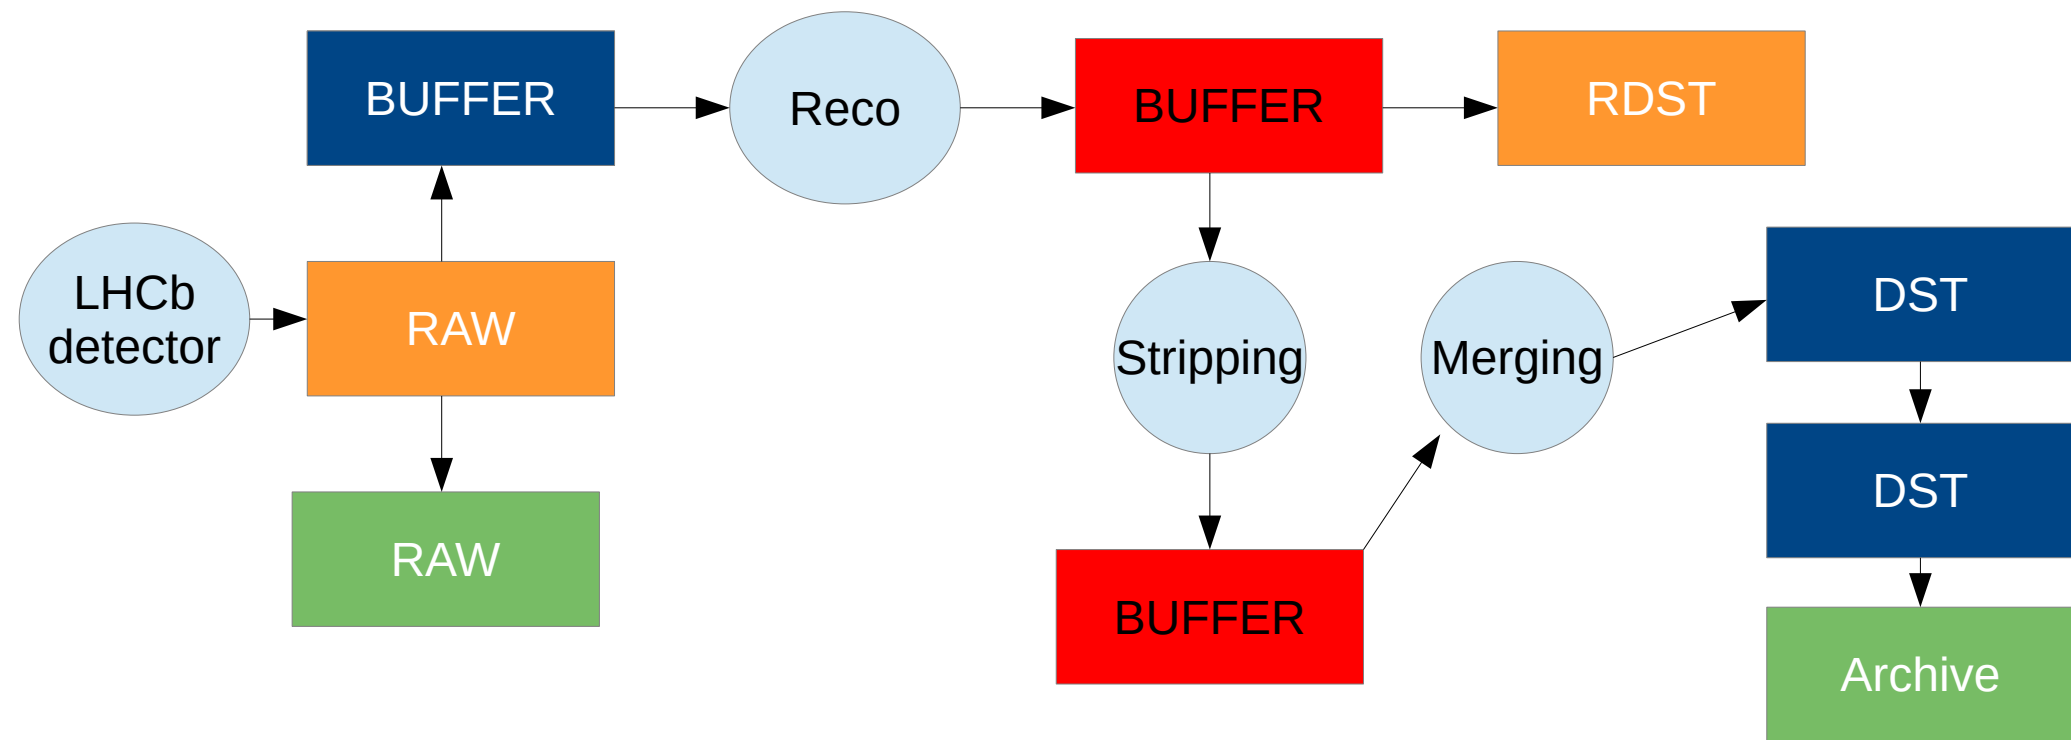 BUFFER
Reco
BUFFER
RDST
LHCb
detector
RAW
Stripping
Merging
DST
DST
RAW
BUFFER
Archive